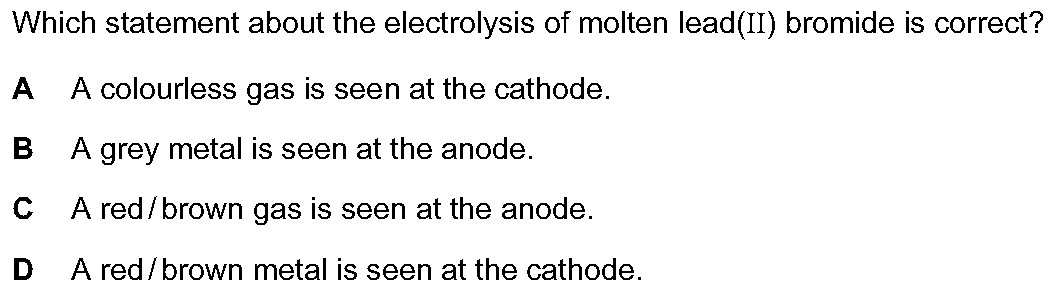 Which statement about the electrolysis of molten lead(II) bromide is correct?
A A colourless gas is seen at the cathode.
B A grey metal is seen at the anode.
C A red / brown gas is seen at the anode.
D A red / brown metal is seen at the cathode.